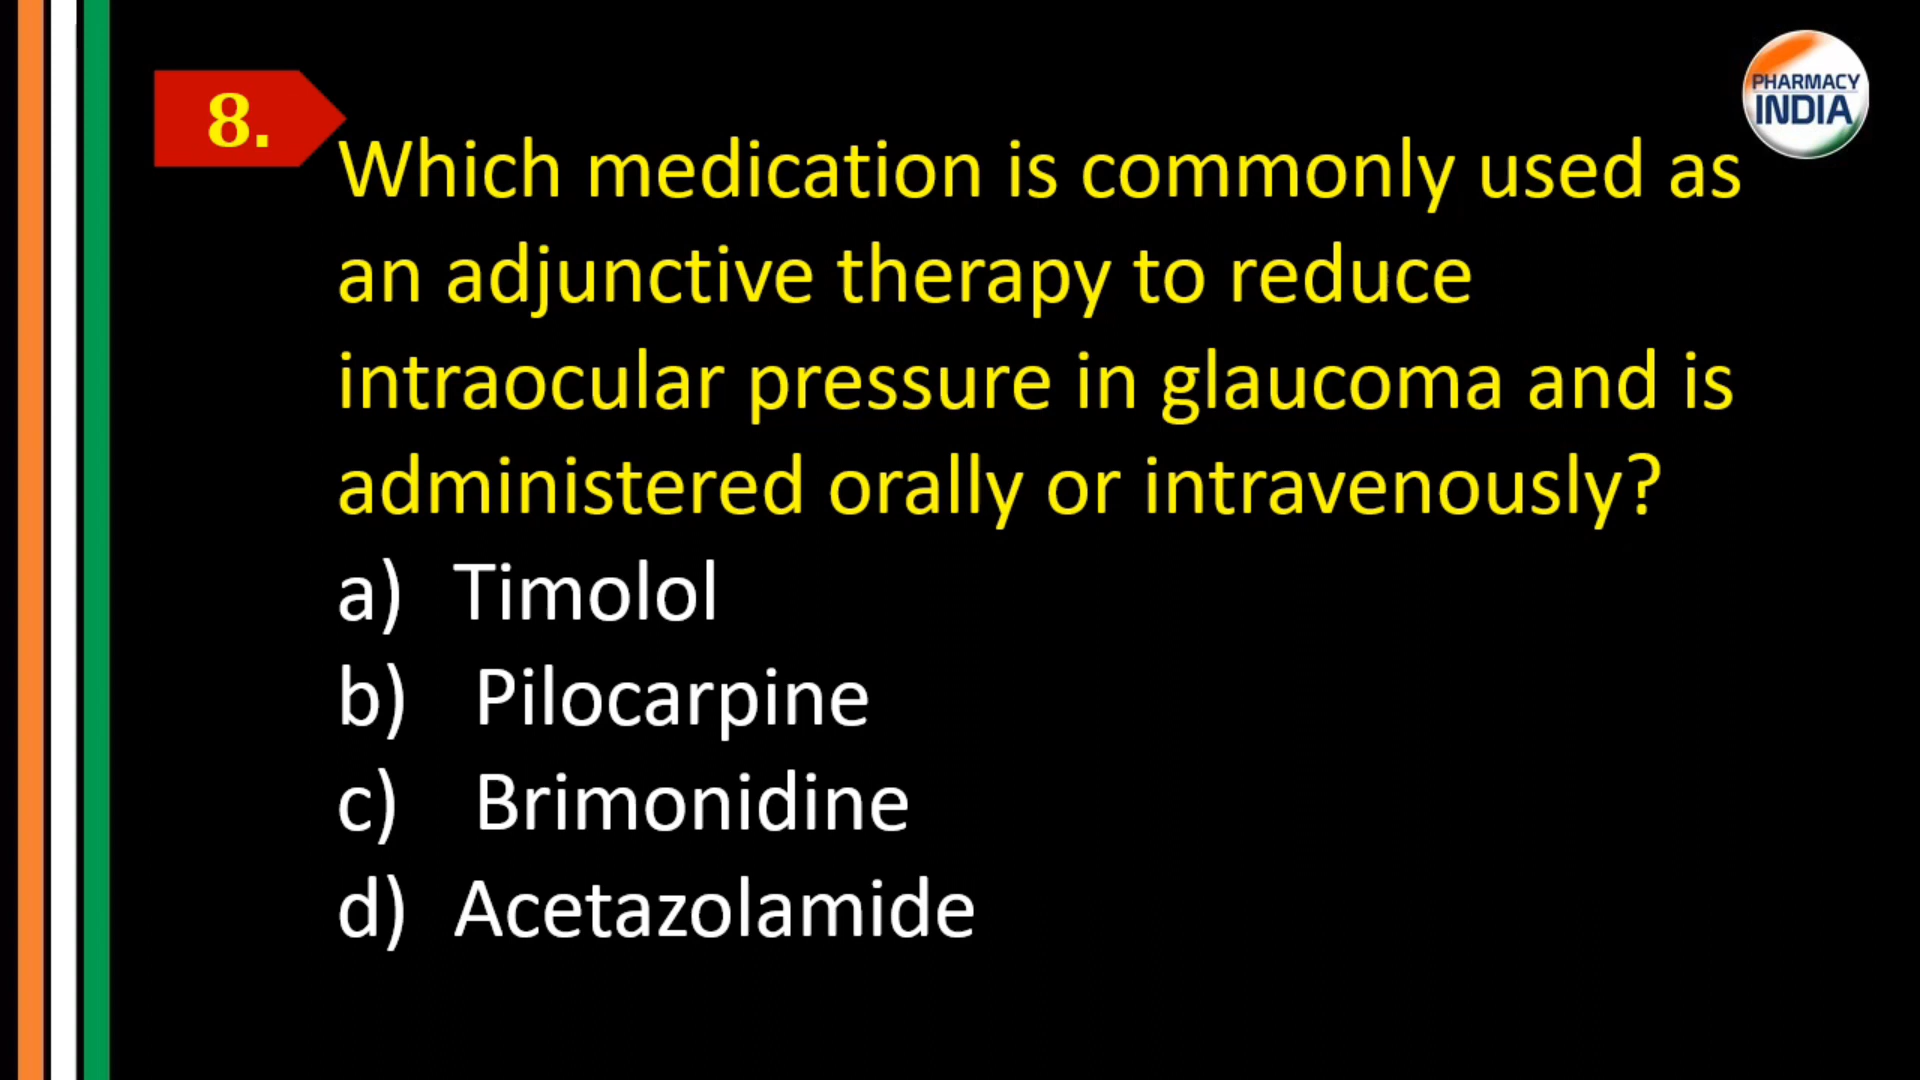 8.
PHARMACY
INDIA
Which medication is commonly used as
an adjunctive therapy to reduce
intraocular pressure in glaucoma and is
administered orally or intravenously?
a) Timolol
b) Pilocarpine
c) Brimonidine
d) Acetazolamide